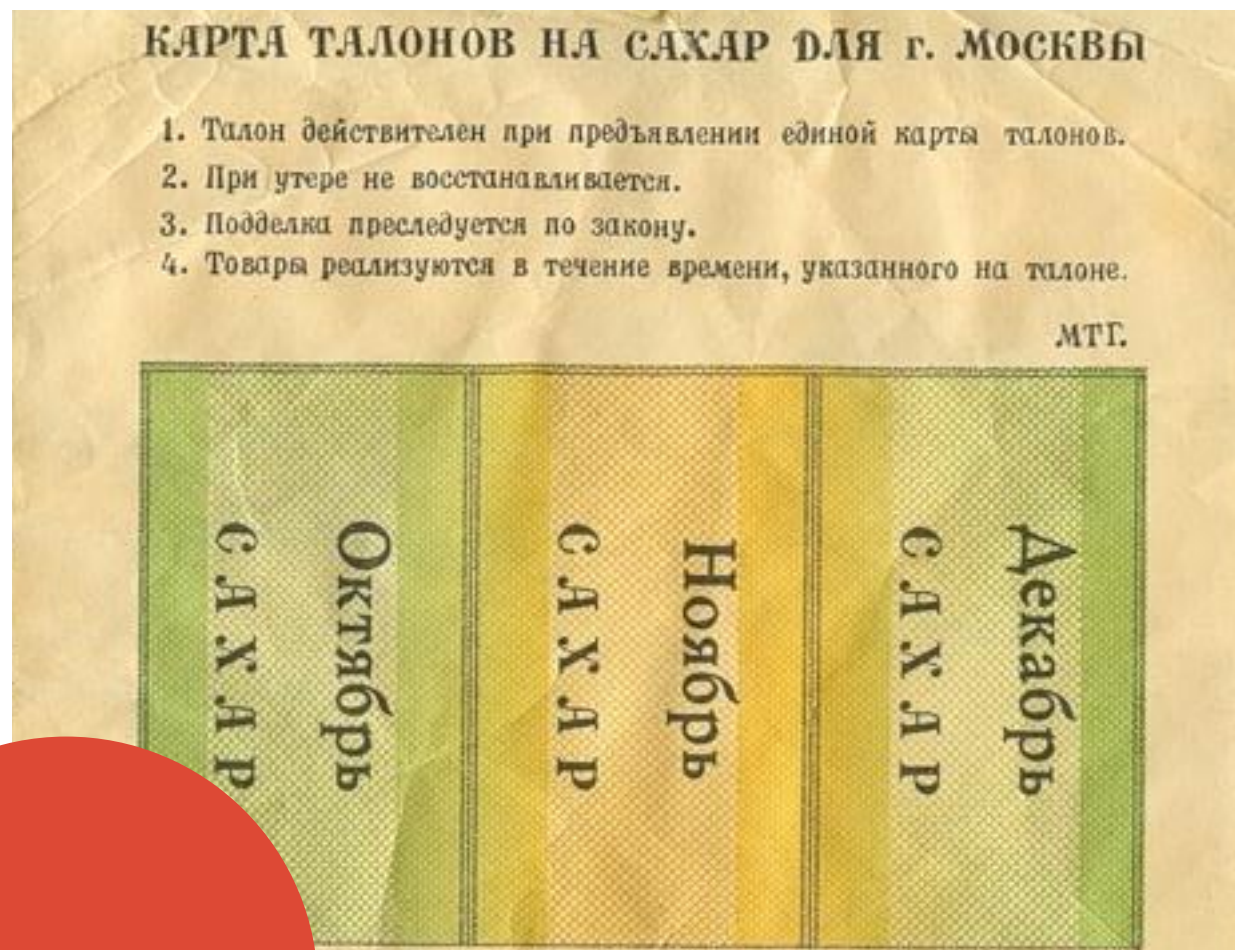 КАРТА ТАЛОНОВ НА САХАР ДЛЯ г. МОСКВЫ
1. Талон действителен при предъявлении единой карты талонов.
2. При утере не восстанавливается.
3. Подделка преследуется по закону.
4. Товары реализуются в течение времени, указанного на талоне.
МТГ.
Октябрь
САХАР
Ноябрь
САХАР
Декабрь
САХАР